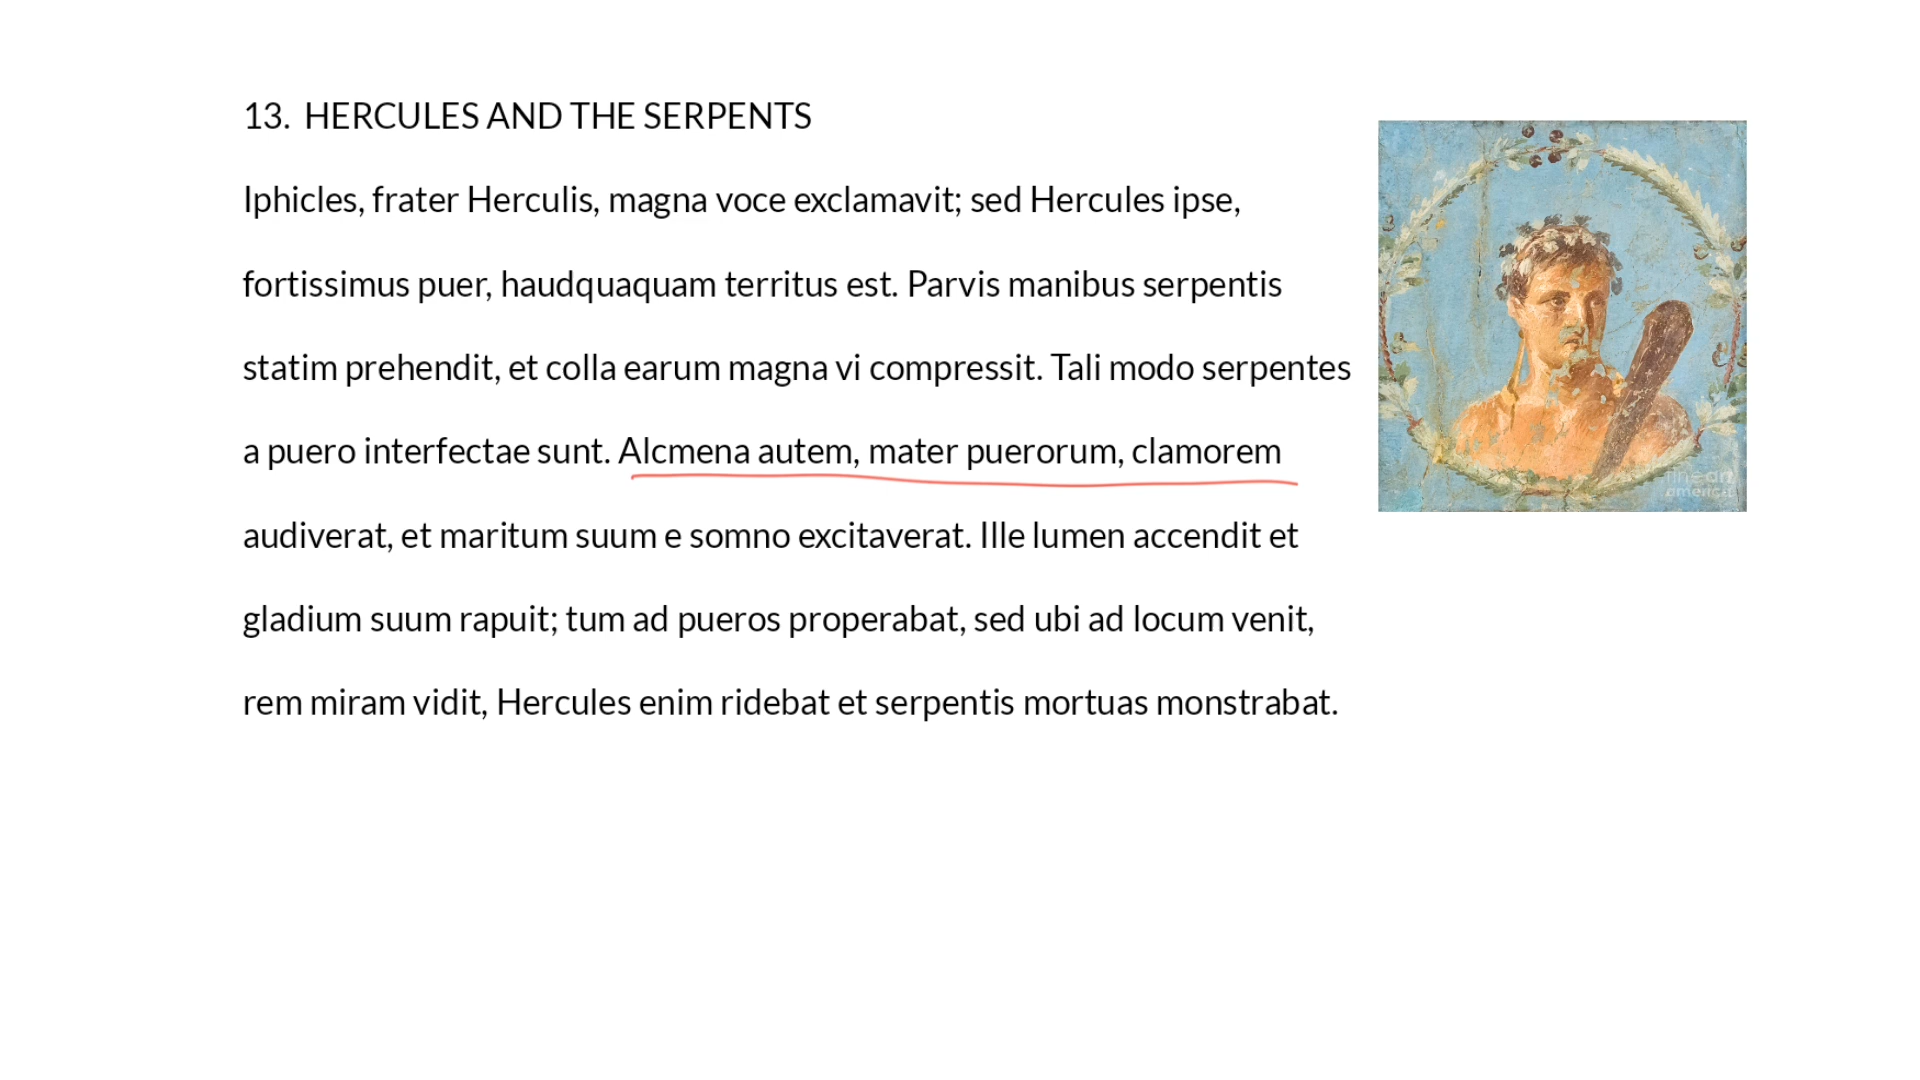 13. HERCULES AND THE SERPENTS
Iphicles, frater Herculis, magna voce exclamavit; sed Hercules ipse,
fortissimus puer, haudquaquam territus est. Parvis manibus serpentis
statim prehendit, et colla earum magna vi compressit. Tali modo serpentes
a puero interfectae sunt. Alcmena autem, mater puerorum, clamorem
audiverat, et maritum suum e somno excitaverat. Ille lumen accendit et
gladium suum rapuit; tum ad pueros properabat, sed ubi ad locum venit,
rem miram vidit, Hercules enim ridebat et serpentis mortuas monstrabat.
fine art
america